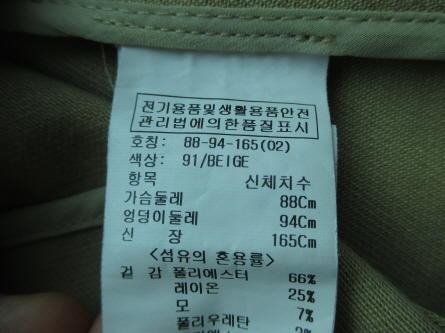 전기용품및생활용품안전
관리법에의한품질표시
호칭: 88-94-165(02)
색상: 91/BEIGE
항목 신체치수
가슴둘레 88Cm
엉덩이둘레 94Cm
신 장 165Cm
<섬유의 혼용률>
겉 감 폴리에스터 66%
레이온 25%
모 7%
폴리우레탄